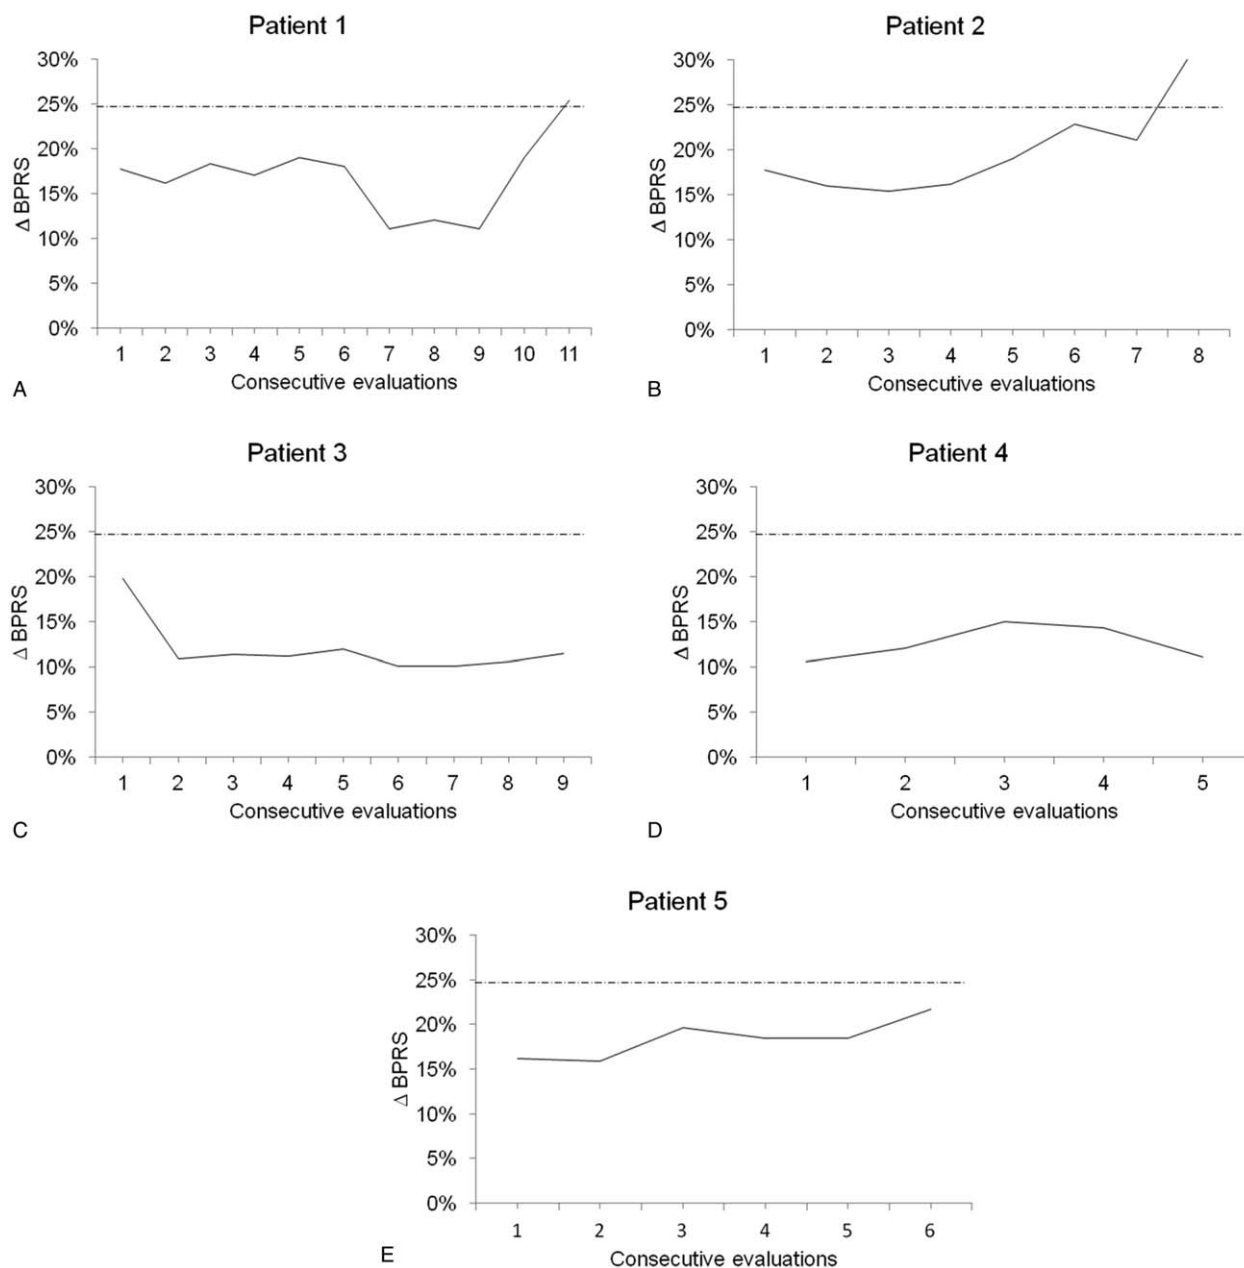 Patient 1
30%
25%
20%
15%
10%
5%
0%
Δ BPRS
1 2 3 4 5 6 7 8 9 10 11
Consecutive evaluations
A
Patient 2
30%
25%
20%
15%
10%
5%
0%
Δ BPRS
1 2 3 4 5 6 7 8
Consecutive evaluations
B
Patient 3
30%
25%
20%
15%
10%
5%
0%
Δ BPRS
1 2 3 4 5 6 7 8 9
Consecutive evaluations
C
Patient 4
30%
25%
20%
15%
10%
5%
0%
Δ BPRS
1 2 3 4 5
Consecutive evaluations
D
Patient 5
30%
25%
20%
15%
10%
5%
0%
Δ BPRS
1 2 3 4 5 6
Consecutive evaluations
E